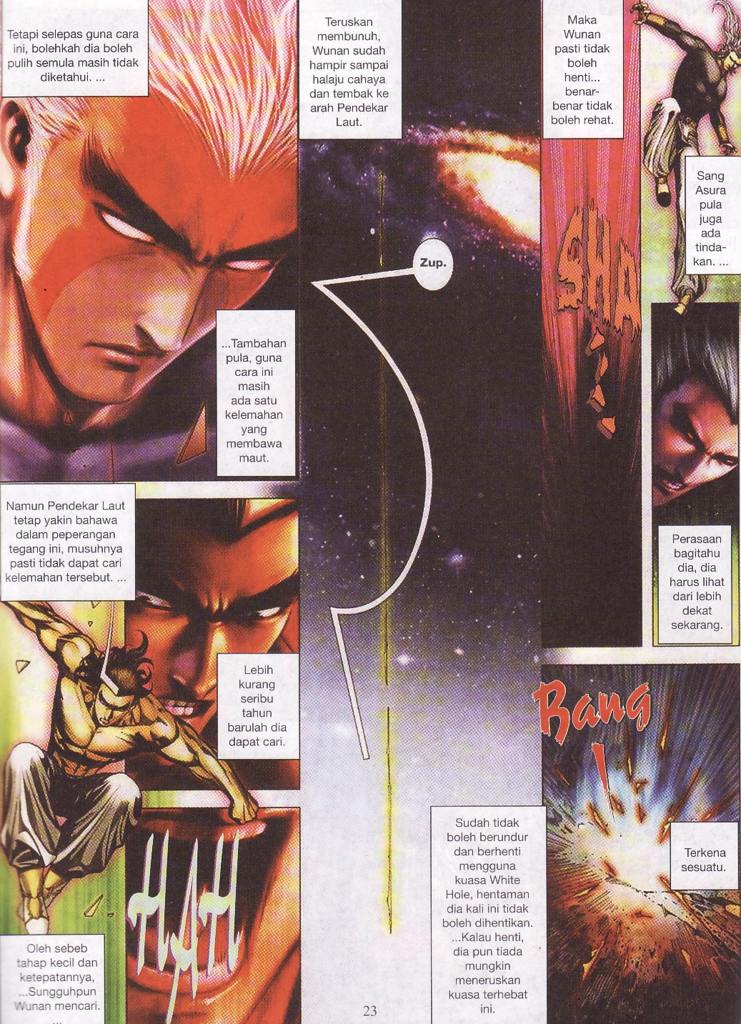 Tetapi selepas guna cara
ini, bolehkah dia boleh
pulih semula masih tidak
diketahui. ...
...Tambahan
pula, guna
cara ini
masih
ada satu
kelemahan
yang
membawa
maut.
Namun Pendekar Laut
tetap yakin bahawa
dalam peperangan
tegang ini, musuhnya
pasti tidak dapat cari
kelemahan tersebut. ...
Lebih
kurang
seribu
tahun
barulah dia
dapat cari.
HAH
Oleh sebeb
tahap kecil dan
ketepatannya,
...Sungguhpun
Wunan mencari.
...
Teruskan
membunuh,
Wunan sudah
hampir sampai
halaju cahaya
dan tembak ke
arah Pendekar
Laut.
Zup.
Sudah tidak
boleh berundur
dan berhenti
mengguna
kuasa White
Hole, hentaman
dia kali ini tidak
boleh dihentikan.
...Kalau henti,
dia pun tiada
mungkin
meneruskan
kuasa terhebat
ini.
Maka
Wunan
pasti tidak
boleh
henti...
benar-
benar tidak
boleh rehat.
SHA
Sang
Asura
pula
juga
ada
tinda-
kan. ...
Perasaan
bagitahu
dia, dia
harus lihat
dari lebih
dekat
sekarang.
Bang
!
Terkena
sesuatu.
23